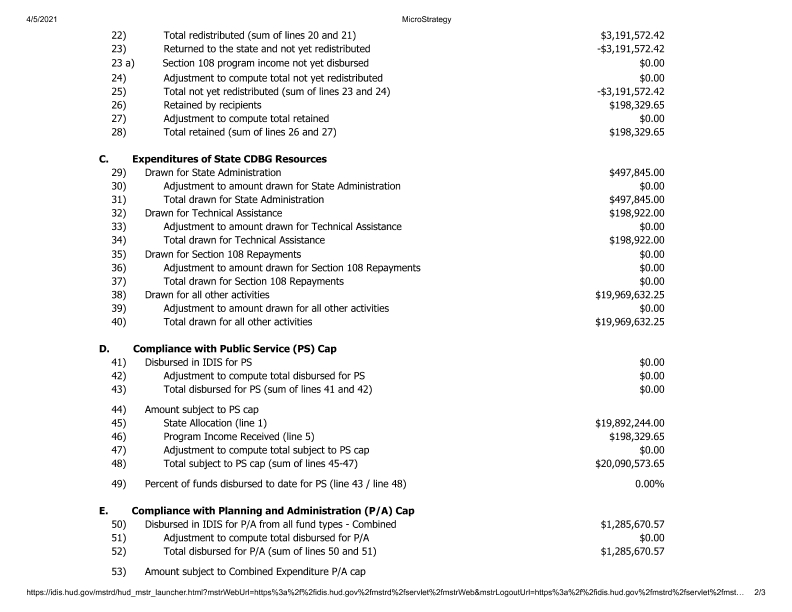 4/5/2021 MicroStrategy
22) Total redistributed (sum of lines 20 and 21) $3,191,572.42
23) Returned to the state and not yet redistributed -$3,191,572.42
23 a) Section 108 program income not yet disbursed $0.00
24) Adjustment to compute total not yet redistributed $0.00
25) Total not yet redistributed (sum of lines 23 and 24) -$3,191,572.42
26) Retained by recipients $198,329.65
27) Adjustment to compute total retained $0.00
28) Total retained (sum of lines 26 and 27) $198,329.65
C. Expenditures of State CDBG Resources
29) Drawn for State Administration $497,845.00
30) Adjustment to amount drawn for State Administration $0.00
31) Total drawn for State Administration $497,845.00
32) Drawn for Technical Assistance $198,922.00
33) Adjustment to amount drawn for Technical Assistance $0.00
34) Total drawn for Technical Assistance $198,922.00
35) Drawn for Section 108 Repayments $0.00
36) Adjustment to amount drawn for Section 108 Repayments $0.00
37) Total drawn for Section 108 Repayments $0.00
38) Drawn for all other activities $19,969,632.25
39) Adjustment to amount drawn for all other activities $0.00
40) Total drawn for all other activities $19,969,632.25
D. Compliance with Public Service (PS) Cap
41) Disbursed in IDIS for PS $0.00
42) Adjustment to compute total disbursed for PS $0.00
43) Total disbursed for PS (sum of lines 41 and 42) $0.00
44) Amount subject to PS cap
45) State Allocation (line 1) $19,892,244.00
46) Program Income Received (line 5) $198,329.65
47) Adjustment to compute total subject to PS cap $0.00
48) Total subject to PS cap (sum of lines 45-47) $20,090,573.65
49) Percent of funds disbursed to date for PS (line 43 / line 48) 0.00%
E. Compliance with Planning and Administration (P/A) Cap
50) Disbursed in IDIS for P/A from all fund types - Combined $1,285,670.57
51) Adjustment to compute total disbursed for P/A $0.00
52) Total disbursed for P/A (sum of lines 50 and 51) $1,285,670.57
53) Amount subject to Combined Expenditure P/A cap
https://idis.hud.gov/mstrd/hud_mstr_launcher.html?mstrWebUrl=https%3a%2f%2fidis.hud.gov%2fmstrd%2fservlet%2fmstrWeb&mstrLogoutUrl=https%3a%2f%2fidis.hud.gov%2fmstrd%2fservlet%2fmst… 2/3